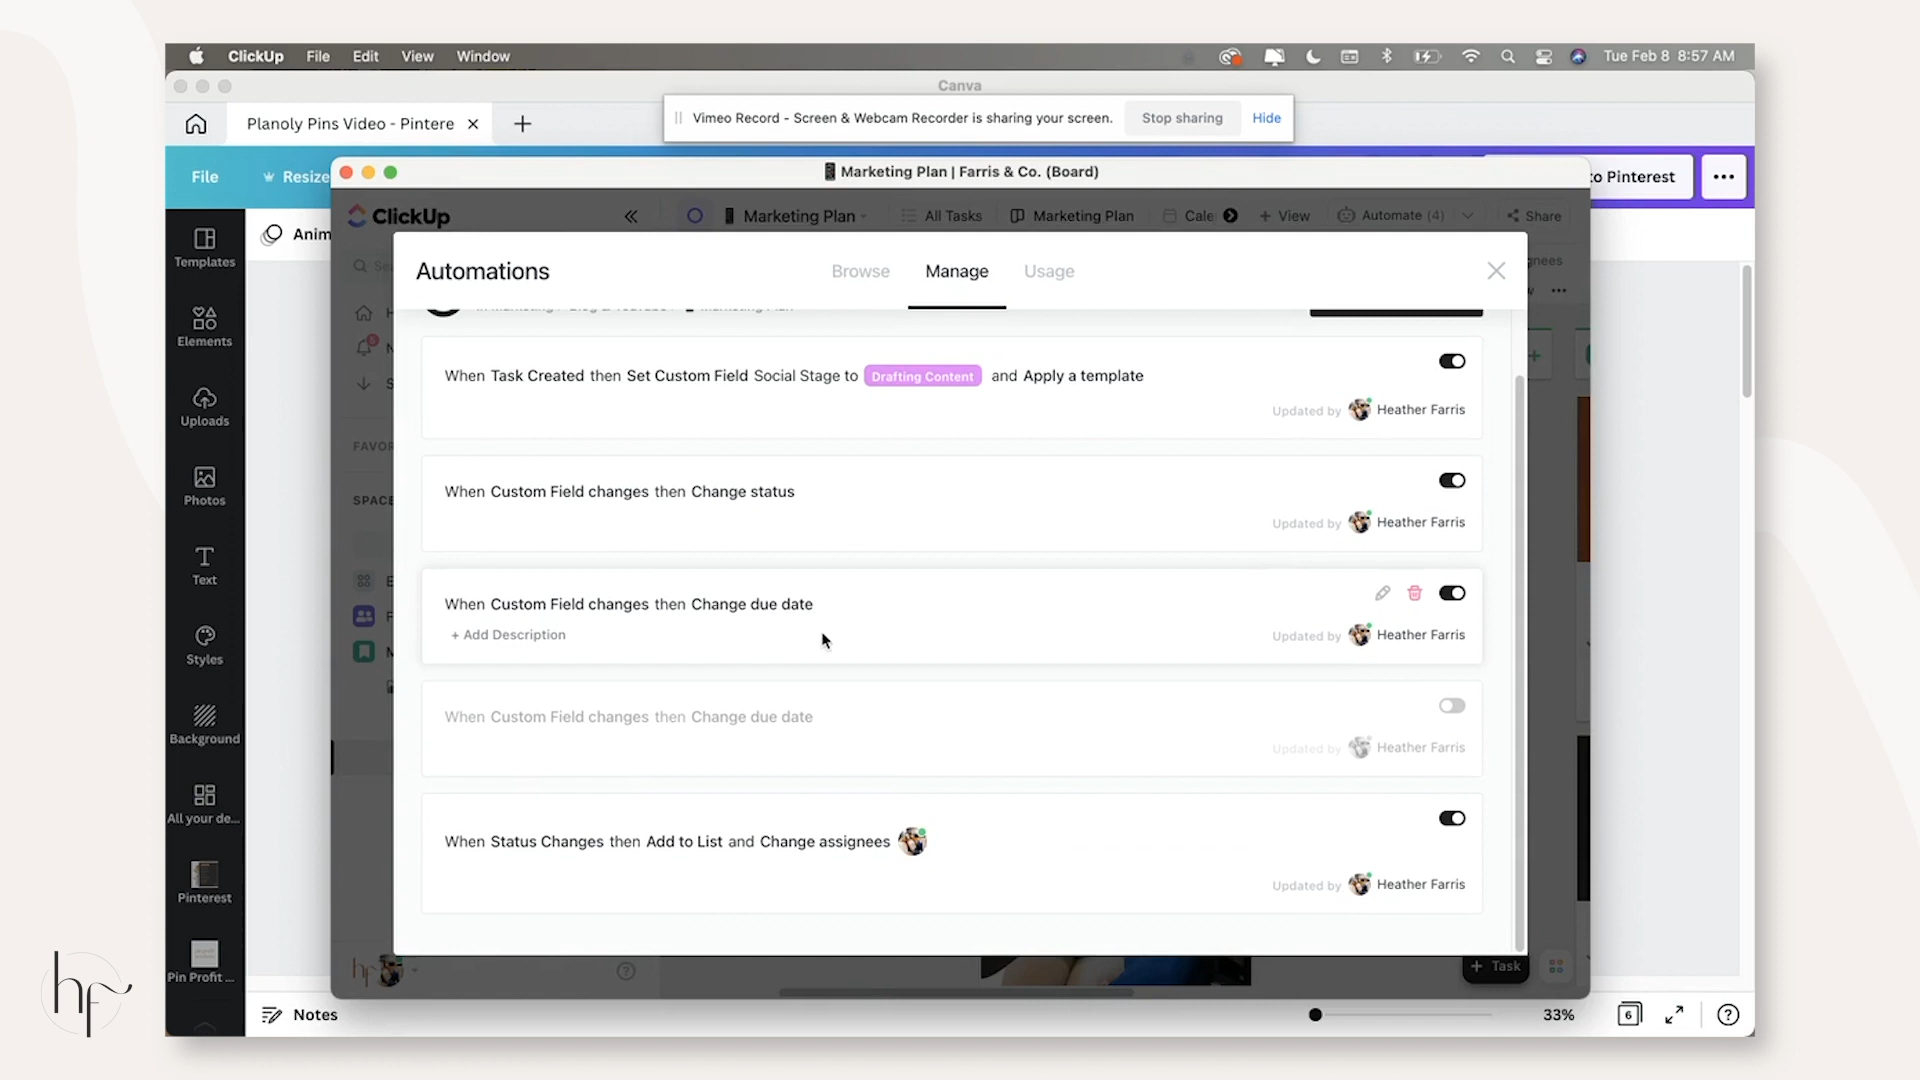 ClickUp File Edit View Window Tue Feb 8 8:57 AM
Canva
Planoly Pins Video - Pintere
Vimeo Record - Screen & Webcam Recorder is sharing your screen. Stop sharing Hide
File Resize to Pinterest
Marketing Plan | Farris & Co. (Board)
ClickUp Marketing Plan All Tasks Marketing Plan Cale + View Automate (4) Share
Templates
Elements
Uploads
Photos
Text
Styles
Background
All your de...
Pinterest
Pin Profit ...
Anim
FAVOR
SPACE
Automations Browse Manage Usage
When Task Created then Set Custom Field Social Stage to Drafting Content and Apply a template
Updated by Heather Farris
When Custom Field changes then Change status
Updated by Heather Farris
When Custom Field changes then Change due date
+ Add Description
Updated by Heather Farris
When Custom Field changes then Change due date
Updated by Heather Farris
When Status Changes then Add to List and Change assignees
Updated by Heather Farris
+ Task
Notes 33% 6
hf